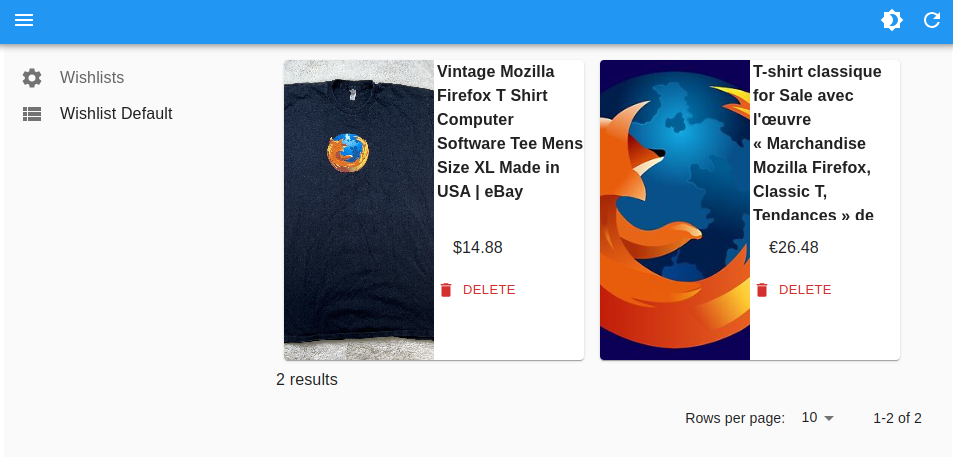 Wishlists
Wishlist Default
Vintage Mozilla
Firefox T Shirt
Computer
Software Tee Mens
Size XL Made in
USA | eBay
$14.88
DELETE
T-shirt classique
for Sale avec
l'œuvre
« Marchandise
Mozilla Firefox,
Classic T,
Tendances » de
€26.48
DELETE
2 results
Rows per page: 10 1-2 of 2